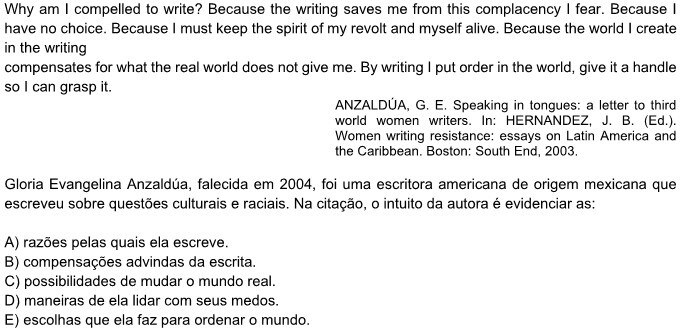 Why am I compelled to write? Because the writing saves me from this complacency I fear. Because I
have no choice. Because I must keep the spirit of my revolt and myself alive. Because the world I create
in the writing
compensates for what the real world does not give me. By writing I put order in the world, give it a handle
so I can grasp it.
ANZALDÚA, G. E. Speaking in tongues: a letter to third
world women writers. In: HERNANDEZ, J. B. (Ed.).
Women writing resistance: essays on Latin America and
the Caribbean. Boston: South End, 2003.
Gloria Evangelina Anzaldúa, falecida em 2004, foi uma escritora americana de origem mexicana que
escreveu sobre questões culturais e raciais. Na citação, o intuito da autora é evidenciar as:
A) razões pelas quais ela escreve.
B) compensações advindas da escrita.
C) possibilidades de mudar o mundo real.
D) maneiras de ela lidar com seus medos.
E) escolhas que ela faz para ordenar o mundo.